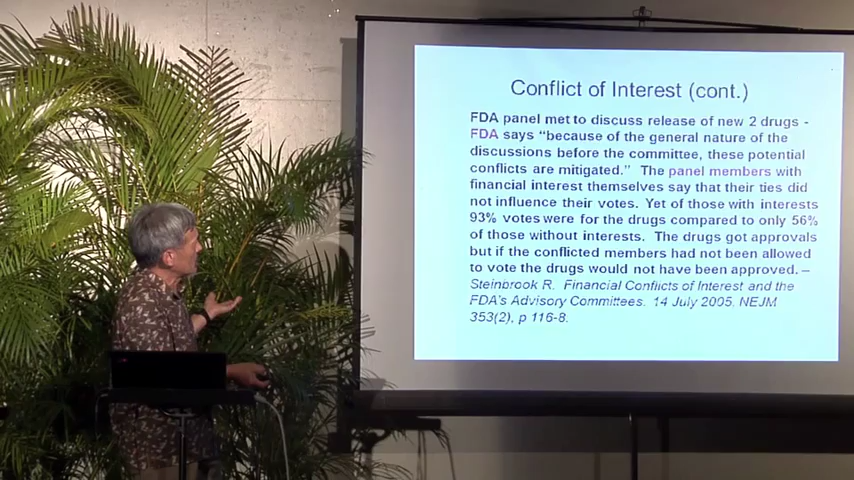 Conflict of Interest (cont.)
FDA panel met to discuss release of new 2 drugs -
FDA says “because of the general nature of the
discussions before the committee, these potential
conflicts are mitigated.” The panel members with
financial interest themselves say that their ties did
not influence their votes. Yet of those with interests
93% votes were for the drugs compared to only 56%
of those without interests. The drugs got approvals
but if the conflicted members had not been allowed
to vote the drugs would not have been approved. –
Steinbrook R. Financial Conflicts of Interest and the
FDA's Advisory Committees. 14 July 2005, NEJM
353(2), p 116-8.